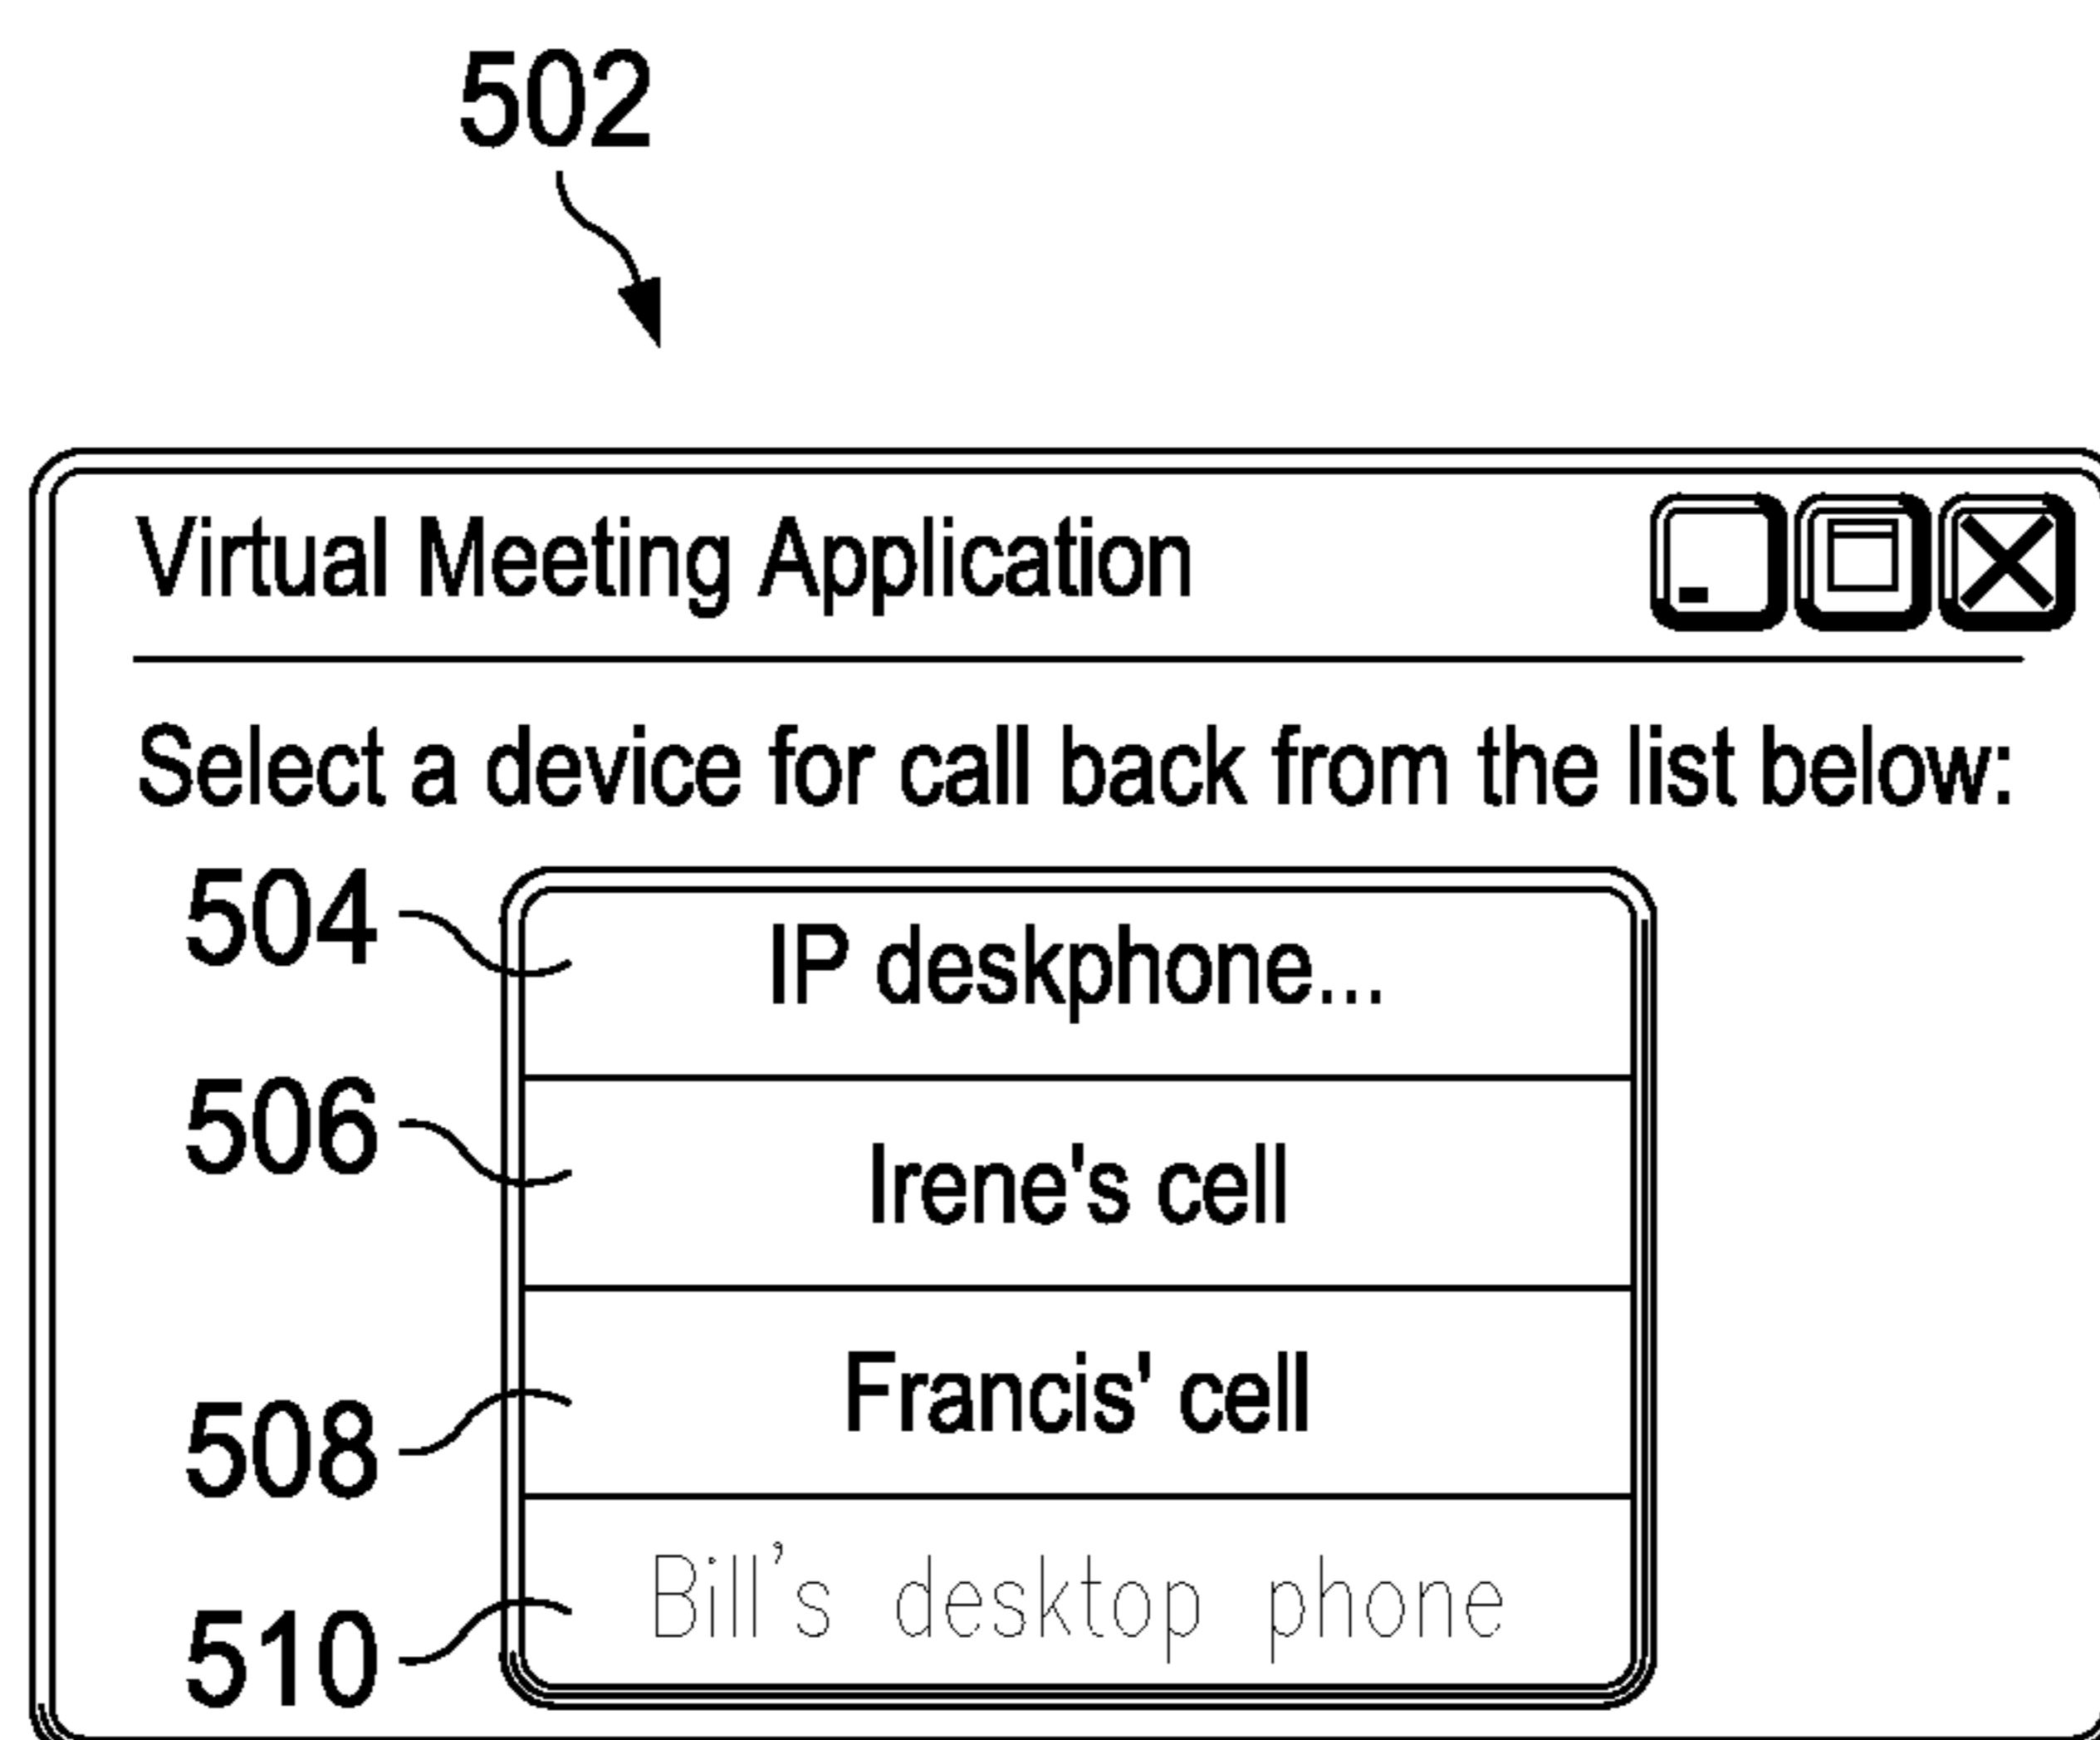 502
Virtual Meeting Application
Select a device for call back from the list below:
504 IP deskphone...
506 Irene's cell
508 Francis' cell
510 Bill's desktop phone